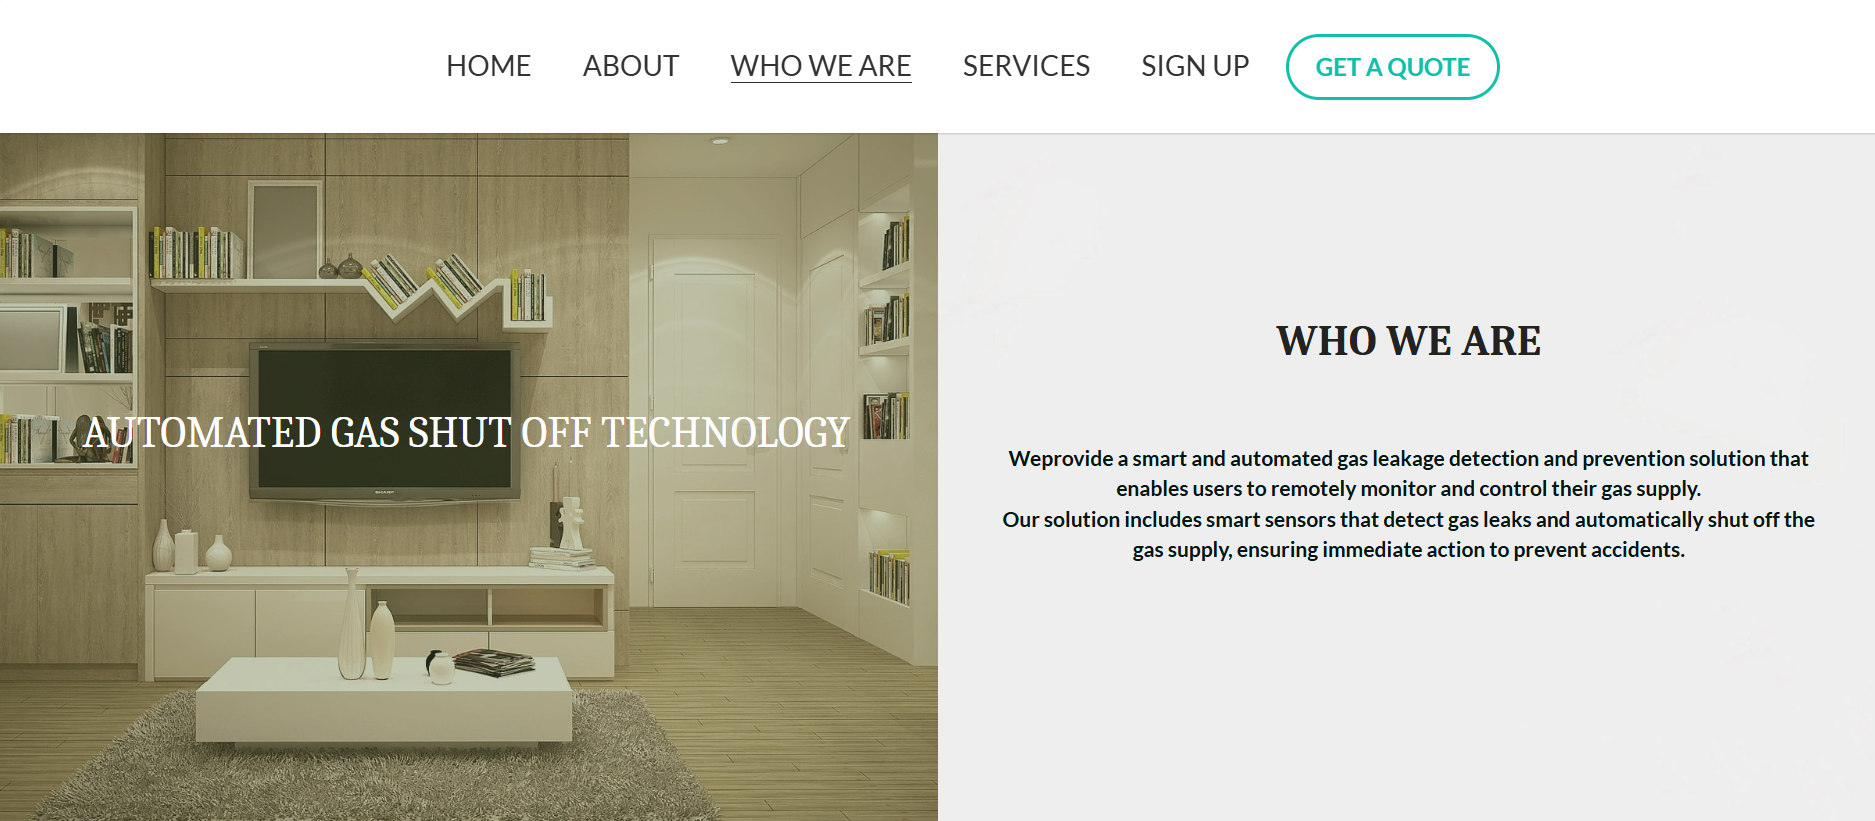 HOME ABOUT WHO WE ARE SERVICES SIGN UP GET A QUOTE
AUTOMATED GAS SHUT OFF TECHNOLOGY
SHARP
WHO WE ARE
Weprovide a smart and automated gas leakage detection and prevention solution that
enables users to remotely monitor and control their gas supply.
Our solution includes smart sensors that detect gas leaks and automatically shut off the
gas supply, ensuring immediate action to prevent accidents.